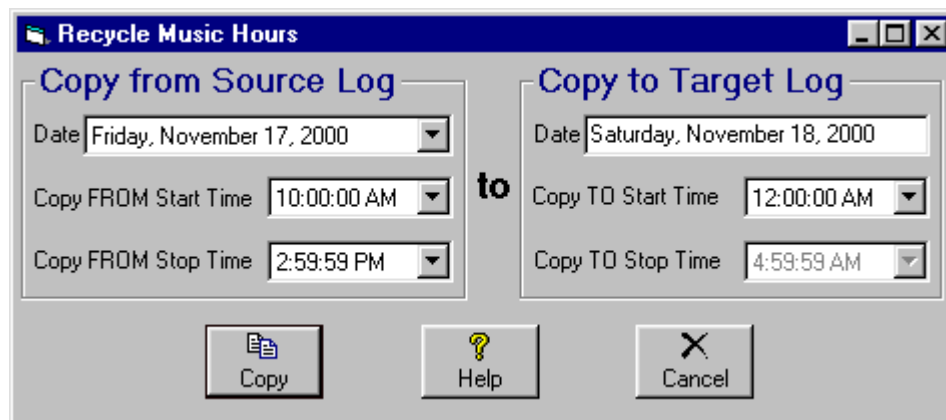 Recycle Music Hours
Copy from Source Log
Date Friday, November 17, 2000
Copy FROM Start Time 10:00:00 AM
Copy FROM Stop Time 2:59:59 PM
to
Copy to Target Log
Date Saturday, November 18, 2000
Copy TO Start Time 12:00:00 AM
Copy TO Stop Time 4:59:59 AM
Copy
Help
Cancel